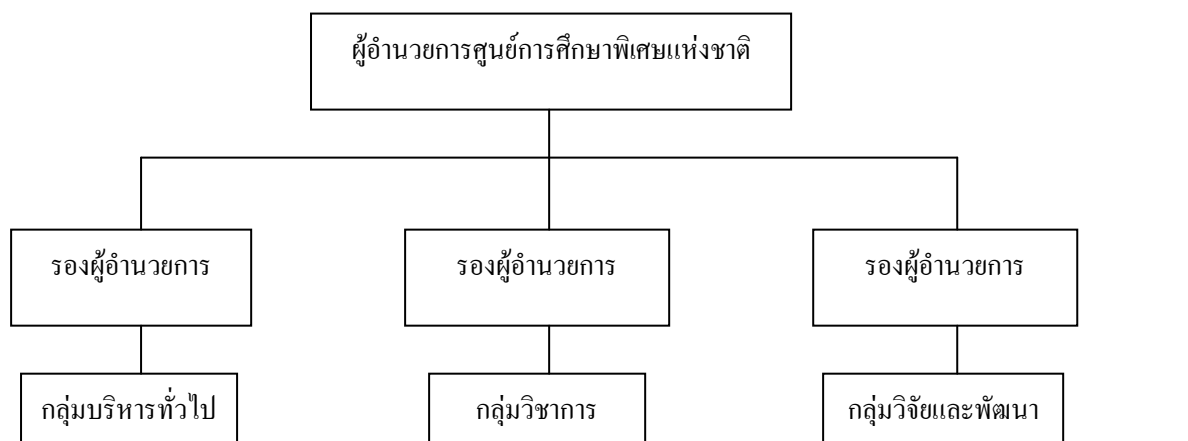 ผู้อำนวยการศูนย์การศึกษาพิเศษแห่งชาติ
รองผู้อำนวยการ
รองผู้อำนวยการ
รองผู้อำนวยการ
กลุ่มบริหารทั่วไป
กลุ่มวิชาการ
กลุ่มวิจัยและพัฒนา